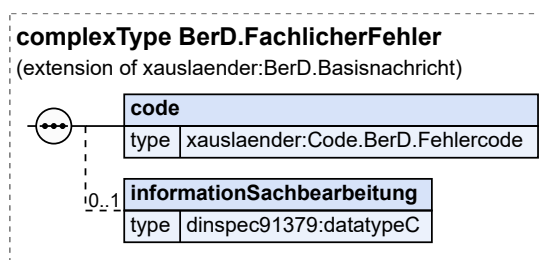 complexType BerD.FachlicherFehler
(extension of xauslaender:BerD.Basisnachricht)
code
type xauslaender:Code.BerD.Fehlercode
0..1
informationSachbearbeitung
type dinspec91379:datatypeC